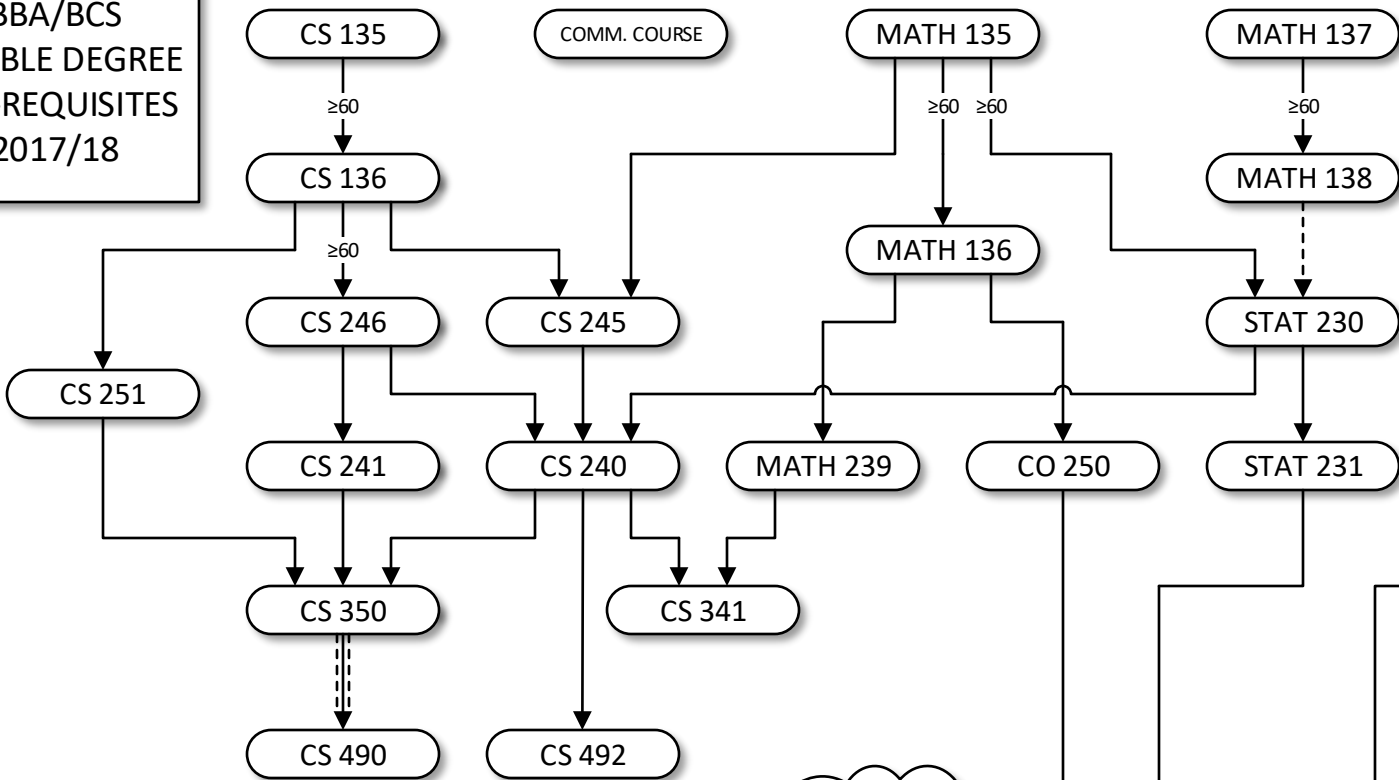 BBA/BCS
BLE DEGREE
REQUISITES
2017/18
CS 135
COMM. COURSE
MATH 135
MATH 137
≥60
≥60
≥60
≥60
CS 136
MATH 138
≥60
MATH 136
CS 246
CS 245
STAT 230
CS 251
CS 241
CS 240
MATH 239
CO 250
STAT 231
CS 350
CS 341
CS 490
CS 492